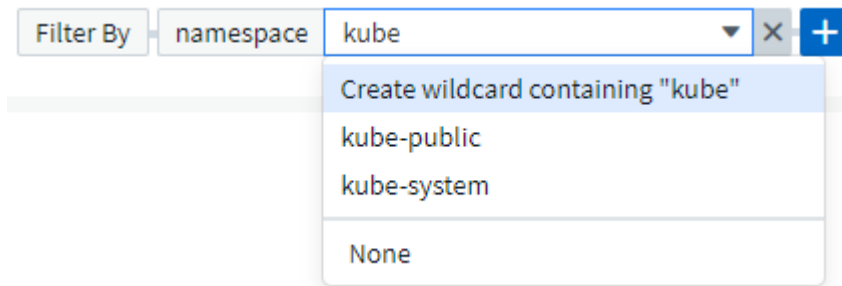 Filter By namespace kube
Create wildcard containing "kube"
kube-public
kube-system
None